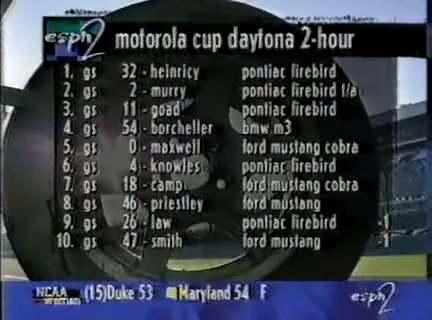 espn2 motorola cup daytona 2-hour
1. gs 32 - heinricy pontiac firebird
2. gs 2 - murry pontiac firebird t/a
3. gs 11 - goad pontiac firebird
4. gs 54 - borcheller bmw m3
5. gs 0 - maxwell ford mustang cobra
6. gs 4 - knowles pontiac firebird
7. gs 18 - camp ford mustang cobra
8. gs 46 - priestley ford mustang
9. gs 26 - law pontiac firebird -1
10. gs 47 - smith ford mustang -1
NCAA (15)Duke 53 Maryland 54 F espn2